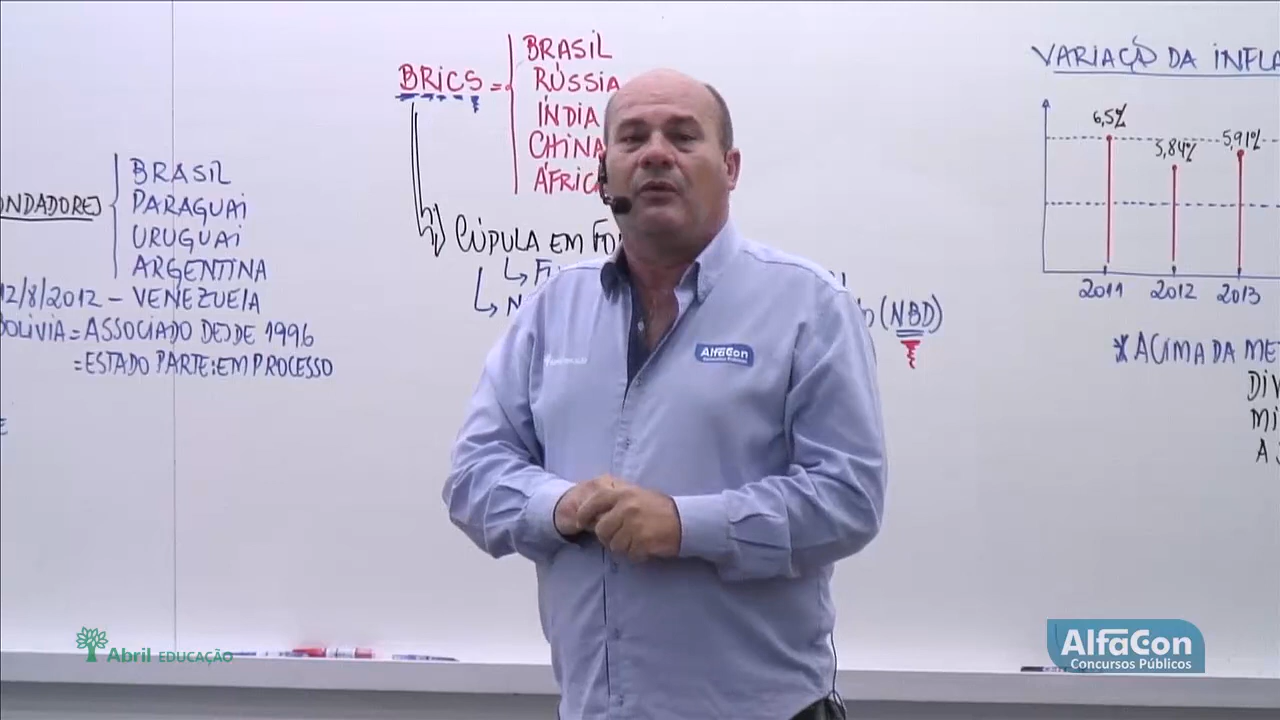 BRASIL
PARAGUAI
URUGUAI
ARGENTINA
12/8/2012 - VENEZUELA
BOLIVIA = ASSOCIADO DESDE 1996
= ESTADO PARTE: EM PROCESSO
BRICS =
BRASIL
RÚSSIA
ÍNDIA
CHINA
ÁFRIC
CÚPULA EM FO
(NBD)
VARIAÇÃO DA INFLA
6,5%
5,84%
5,91%
2011 2012 2013
* ACIMA DA ME
DIV
MI
A
AlfaCon
Abril EDUCAÇÃO
AlfaCon
Concursos Públicos